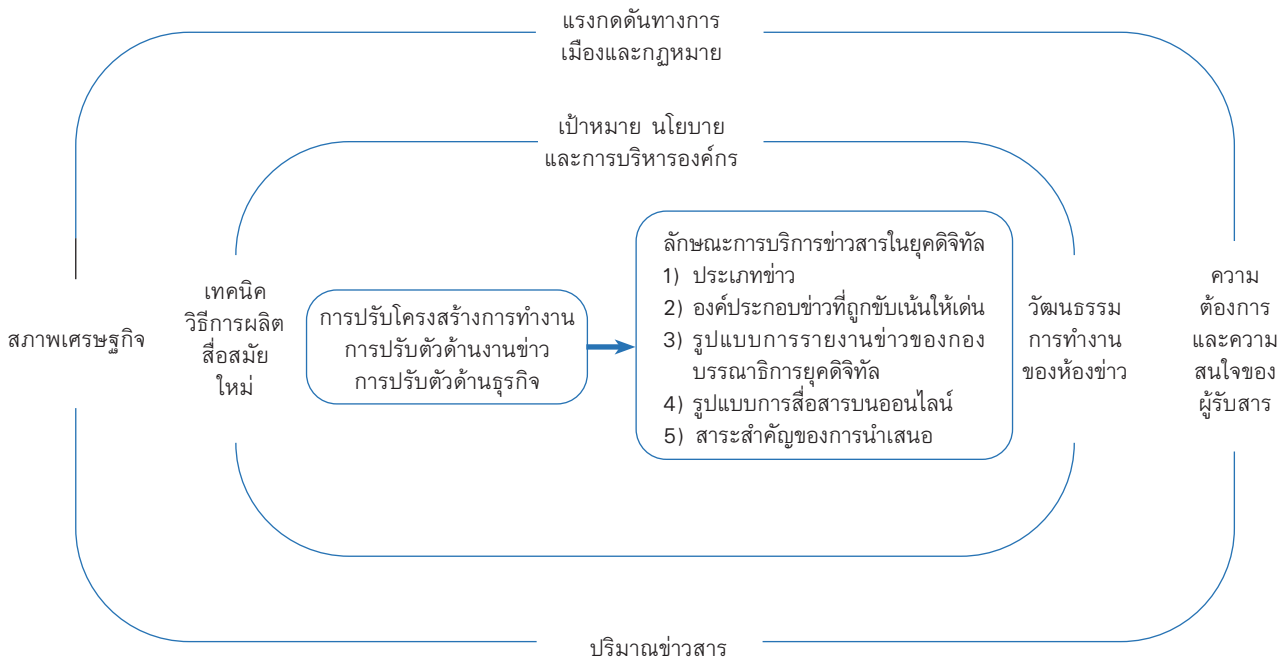 แรงกดดันทางการ
เมืองและกฎหมาย
เป้าหมาย นโยบาย
และการบริหารองค์กร
สภาพเศรษฐกิจ
เทคนิค
วิธีการผลิต
สื่อสมัย
ใหม่
การปรับโครงสร้างการทำงาน
การปรับตัวด้านงานข่าว
การปรับตัวด้านธุรกิจ
ลักษณะการบริการข่าวสารในยุคดิจิทัล
1) ประเภทข่าว
2) องค์ประกอบข่าวที่ถูกขับเน้นให้เด่น
3) รูปแบบการรายงานข่าวของกอง
บรรณาธิการยุคดิจิทัล
4) รูปแบบการสื่อสารบนออนไลน์
5) สาระสำคัญของการนำเสนอ
วัฒนธรรม
การทำงาน
ของห้องข่าว
ความ
ต้องการ
และความ
สนใจของ
ผู้รับสาร
ปริมาณข่าวสาร